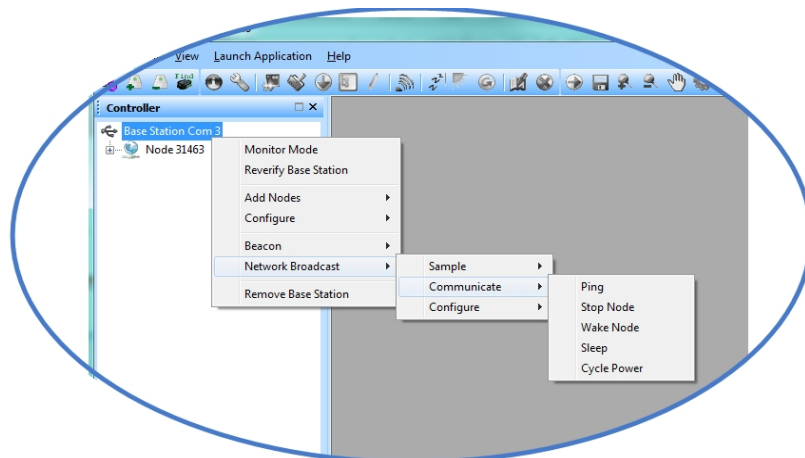 View Launch Application Help
Find
Controller
Base Station Com 3
Node 31463
Monitor Mode
Reverify Base Station
Add Nodes
Configure
Beacon
Network Broadcast
Remove Base Station
Sample
Communicate
Configure
Ping
Stop Node
Wake Node
Sleep
Cycle Power